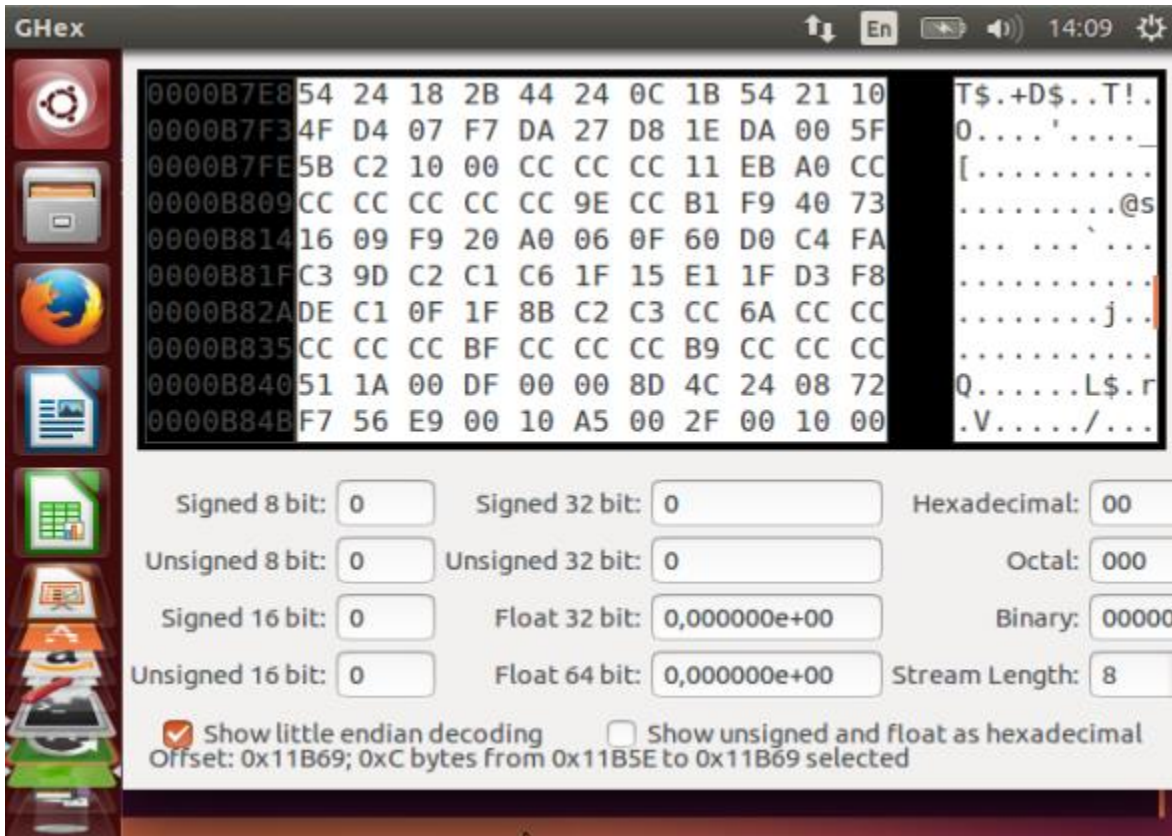 GHex En 14:09
0000B7E8 54 24 18 2B 44 24 0C 1B 54 21 10 T$.+D$..T!.
0000B7F3 4F D4 07 F7 DA 27 D8 1E DA 00 5F O....'...._
0000B7FE 5B C2 10 00 CC CC CC 11 EB A0 CC [..........
0000B809 CC CC CC CC CC 9E CC B1 F9 40 73 .........@s
0000B814 16 09 F9 20 A0 06 0F 60 D0 C4 FA ... ...`...
0000B81F C3 9D C2 C1 C6 1F 15 E1 1F D3 F8 ...........
0000B82A DE C1 0F 1F 8B C2 C3 CC 6A CC CC ........j..
0000B835 CC CC CC BF CC CC CC B9 CC CC CC ...........
0000B840 51 1A 00 DF 00 00 8D 4C 24 08 72 Q......L$.r
0000B84B F7 56 E9 00 10 A5 00 2F 00 10 00 .V...../...
Signed 8 bit: 0 Signed 32 bit: 0 Hexadecimal: 00
Unsigned 8 bit: 0 Unsigned 32 bit: 0 Octal: 000
Signed 16 bit: 0 Float 32 bit: 0,000000e+00 Binary: 00000
Unsigned 16 bit: 0 Float 64 bit: 0,000000e+00 Stream Length: 8
Show little endian decoding Show unsigned and float as hexadecimal
Offset: 0x11B69; 0xC bytes from 0x11B5E to 0x11B69 selected